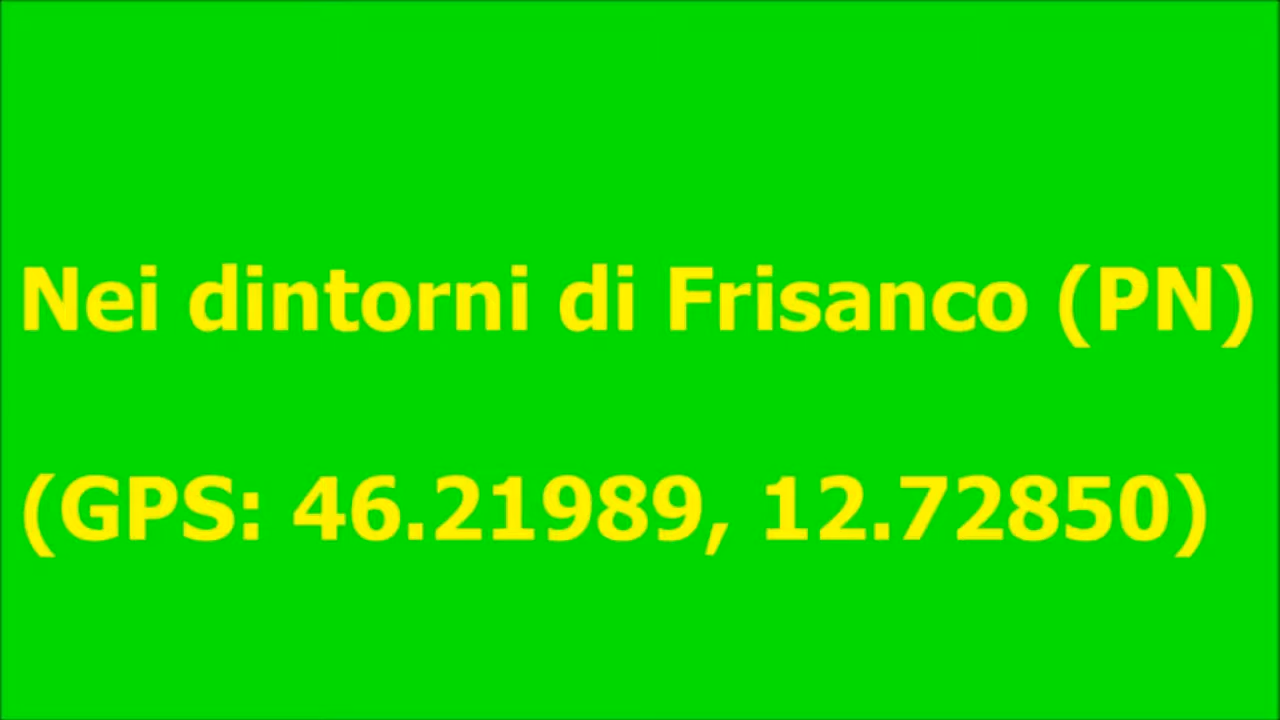 Nei dintorni di Frisanco (PN)
(GPS: 46.21989, 12.72850)